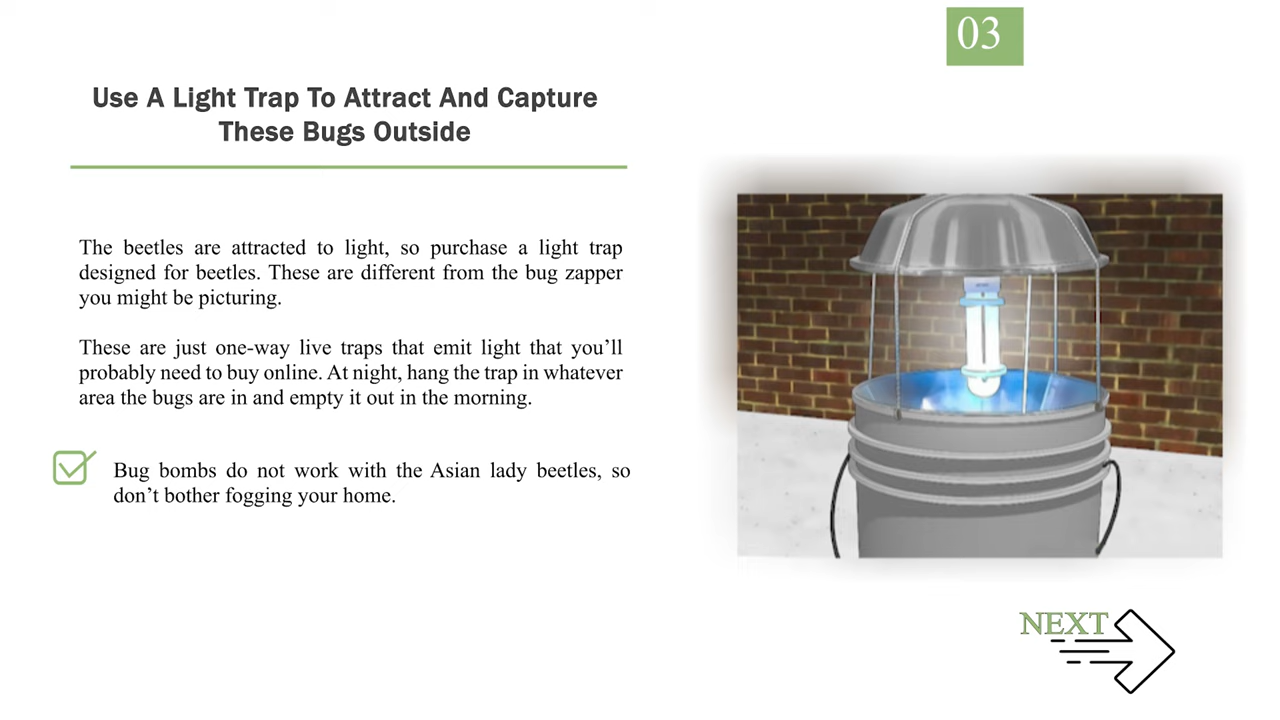 03
Use A Light Trap To Attract And Capture
These Bugs Outside
The beetles are attracted to light, so purchase a light trap
designed for beetles. These are different from the bug zapper
you might be picturing.
These are just one-way live traps that emit light that you’ll
probably need to buy online. At night, hang the trap in whatever
area the bugs are in and empty it out in the morning.
Bug bombs do not work with the Asian lady beetles, so
don’t bother fogging your home.
NEXT